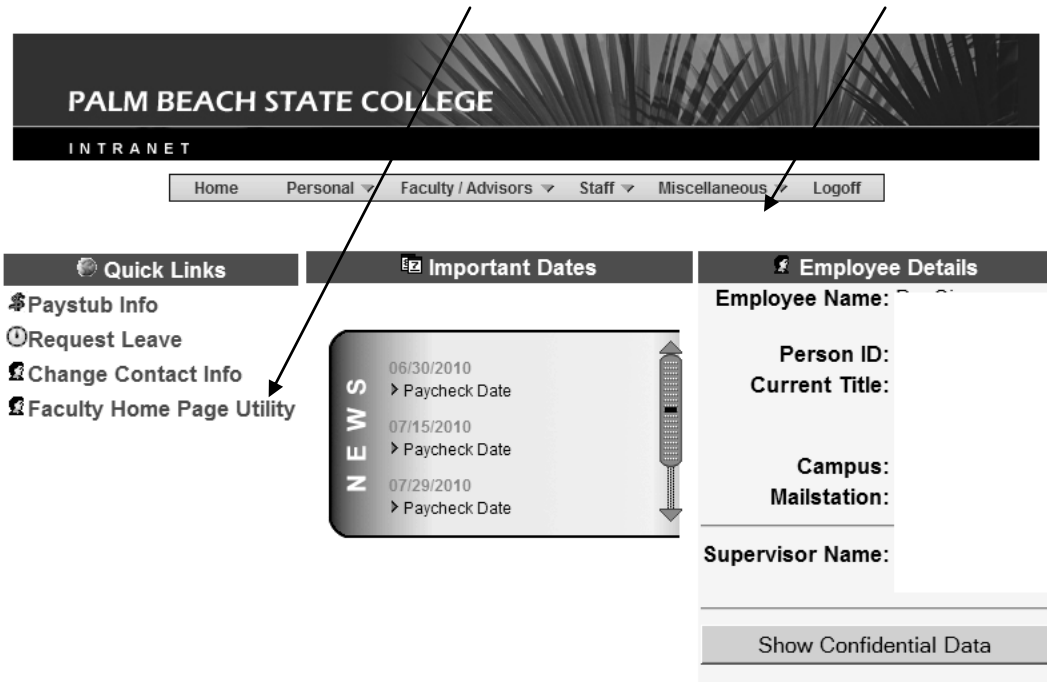 PALM BEACH STATE COLLEGE
INTRANET
Home Personal Faculty / Advisors Staff Miscellaneous Logoff
Quick Links
Paystub Info
Request Leave
Change Contact Info
Faculty Home Page Utility
Important Dates
NEWS
06/30/2010
Paycheck Date
07/15/2010
Paycheck Date
07/29/2010
Paycheck Date
Employee Details
Employee Name:
Person ID:
Current Title:
Campus:
Mailstation:
Supervisor Name:
Show Confidential Data